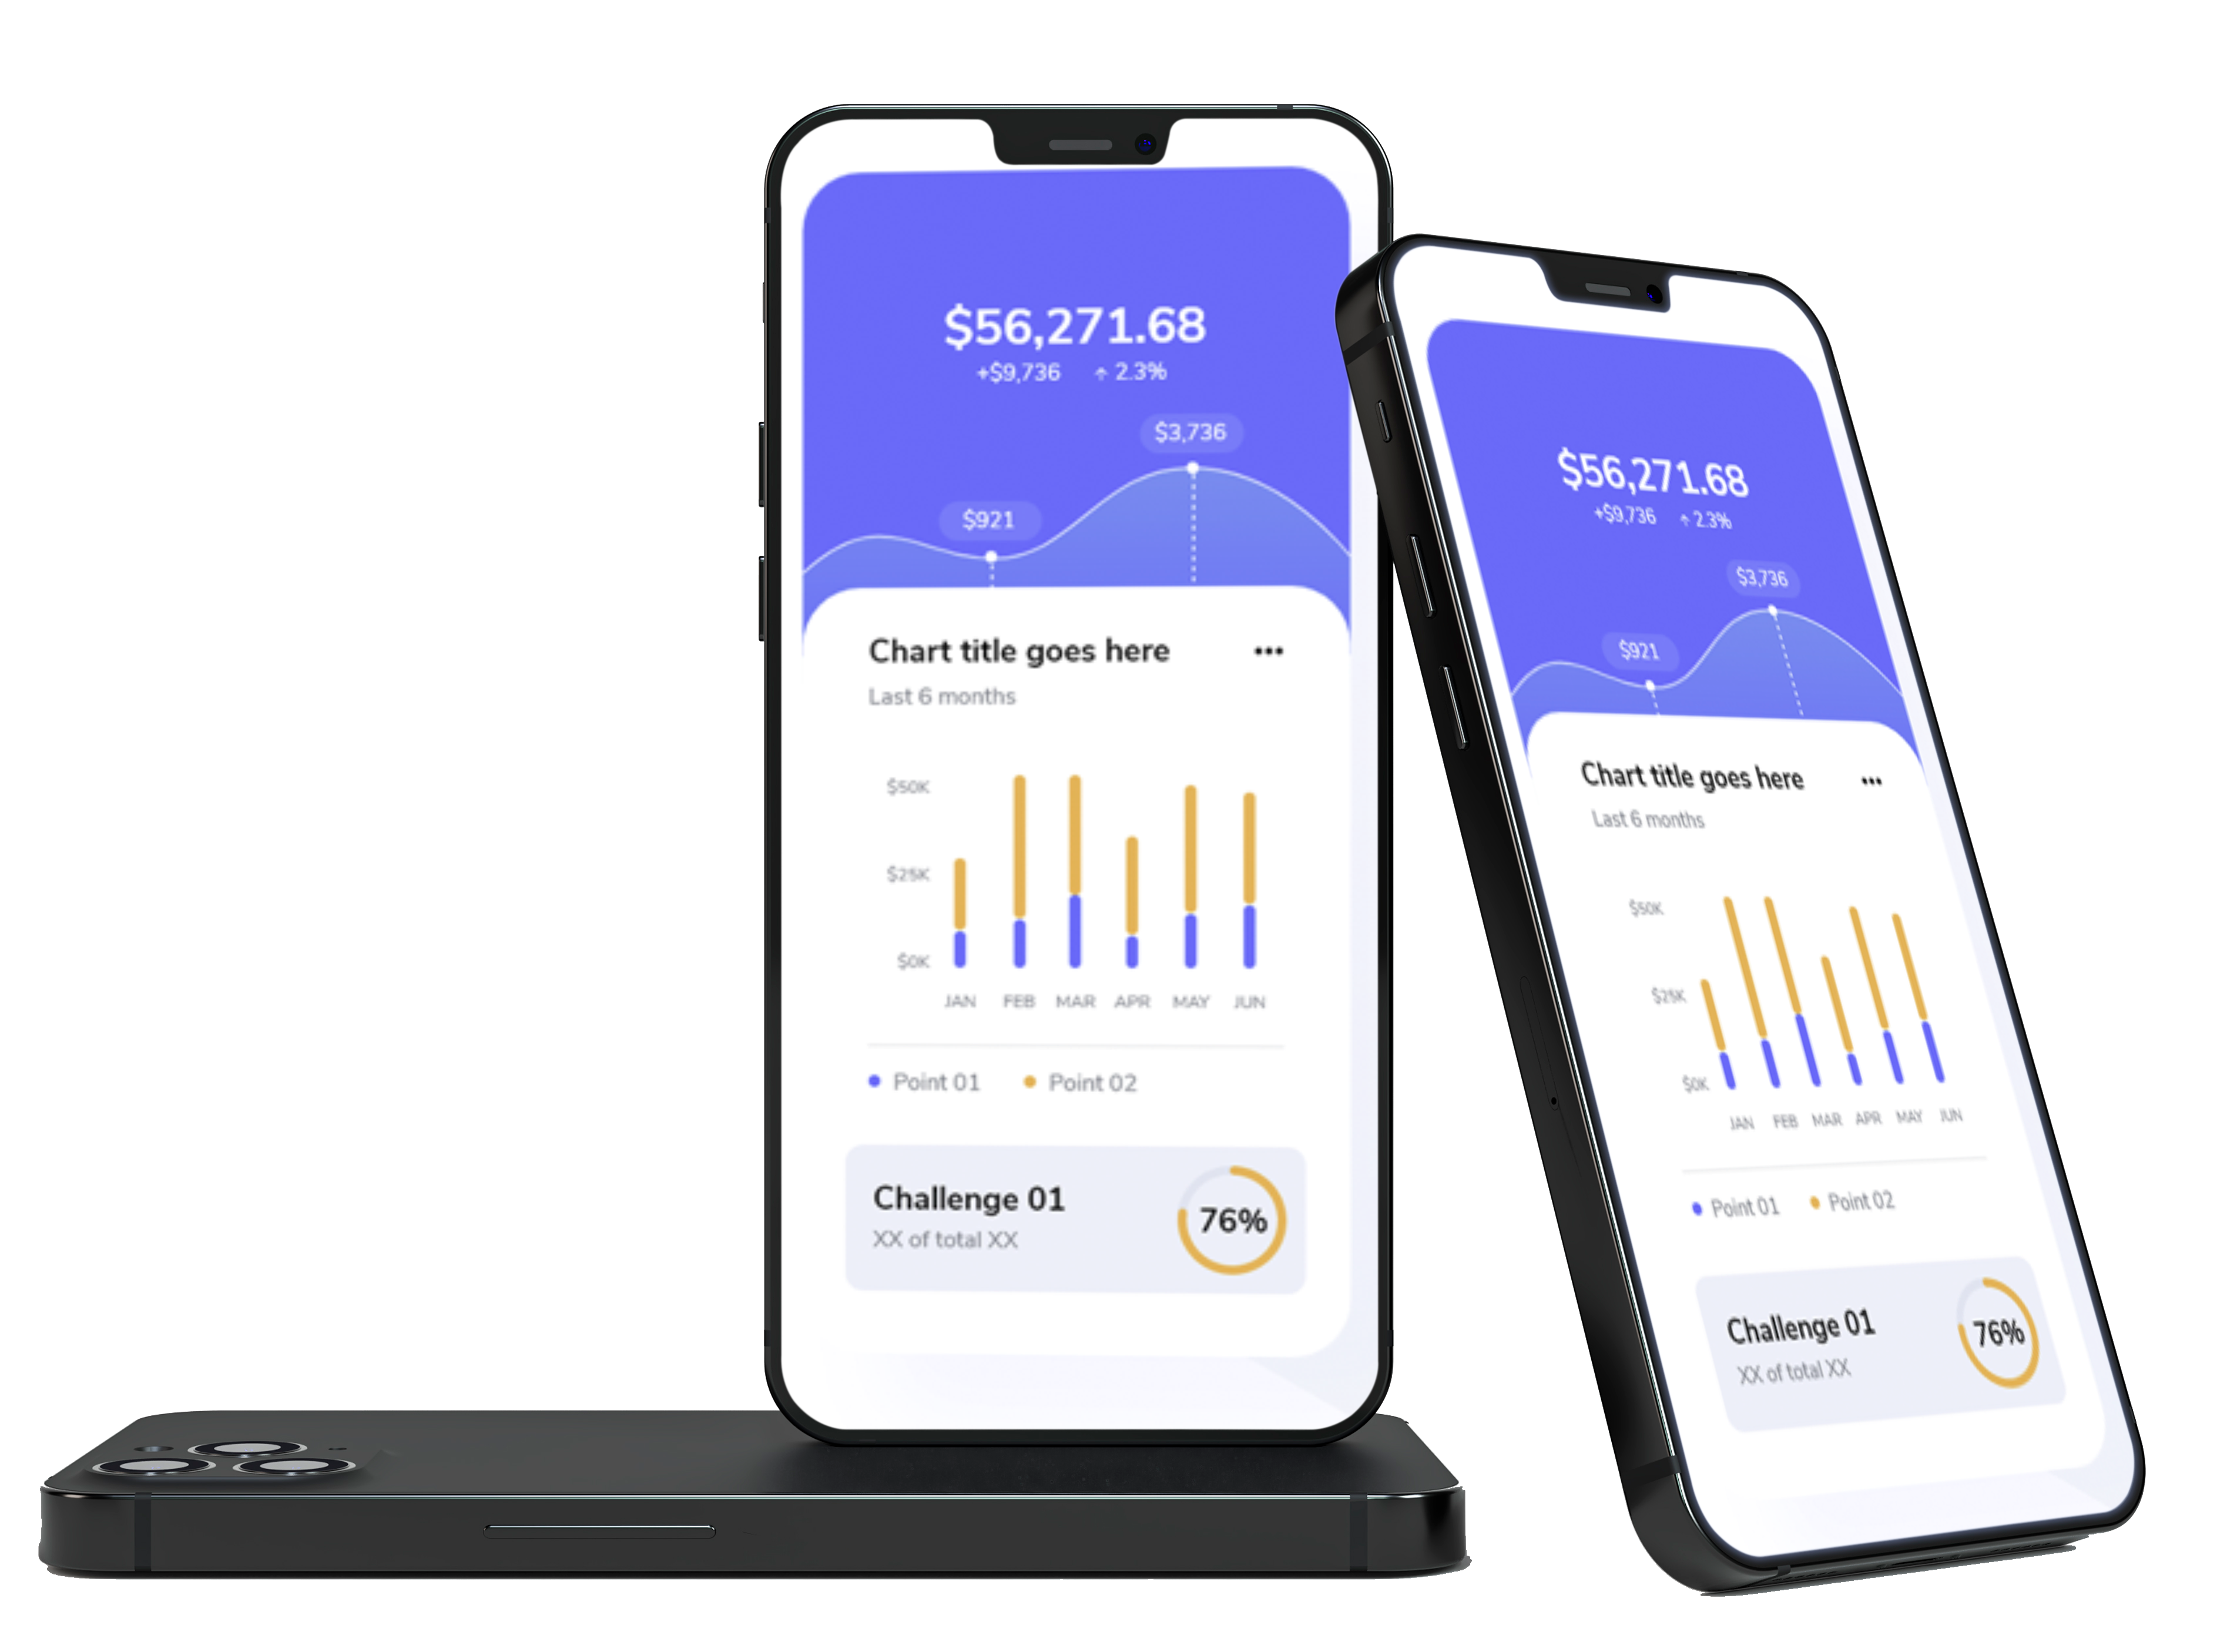 $56,271.68
+$9,736 ↑ 2.3%
$3,736
$921
Chart title goes here •••
Last 6 months
$50K
$25K
$0K
JAN FEB MAR APR MAY JUN
Point 01 Point 02
Challenge 01
XX of total XX
76%
$56,271.68
+$9,736 ↑ 2.3%
$3,736
$921
Chart title goes here •••
Last 6 months
$50K
$25K
$0K
JAN FEB MAR APR MAY JUN
Point 01 Point 02
Challenge 01
XX of total XX
76%